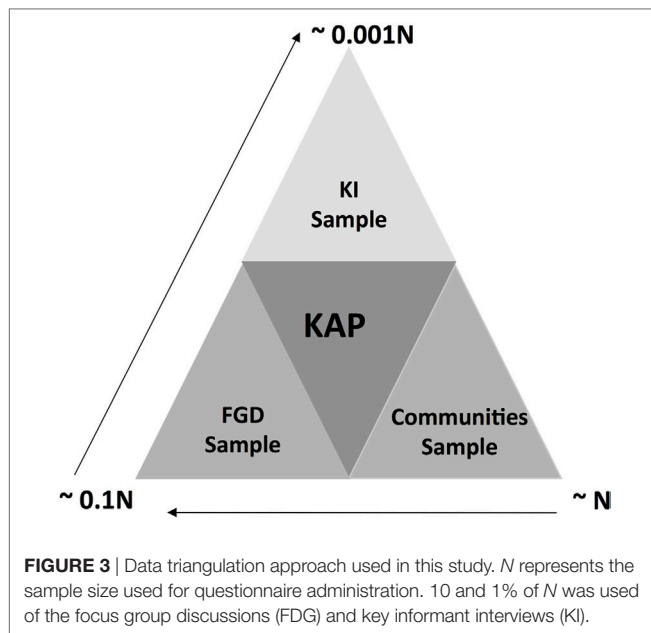 ~ 0.001N
KI
Sample
KAP
FGD
Sample
Communities
Sample
~ 0.1N
~ N
FIGURE 3 | Data triangulation approach used in this study. N represents the
sample size used for questionnaire administration. 10 and 1% of N was used
of the focus group discussions (FDG) and key informant interviews (KI).